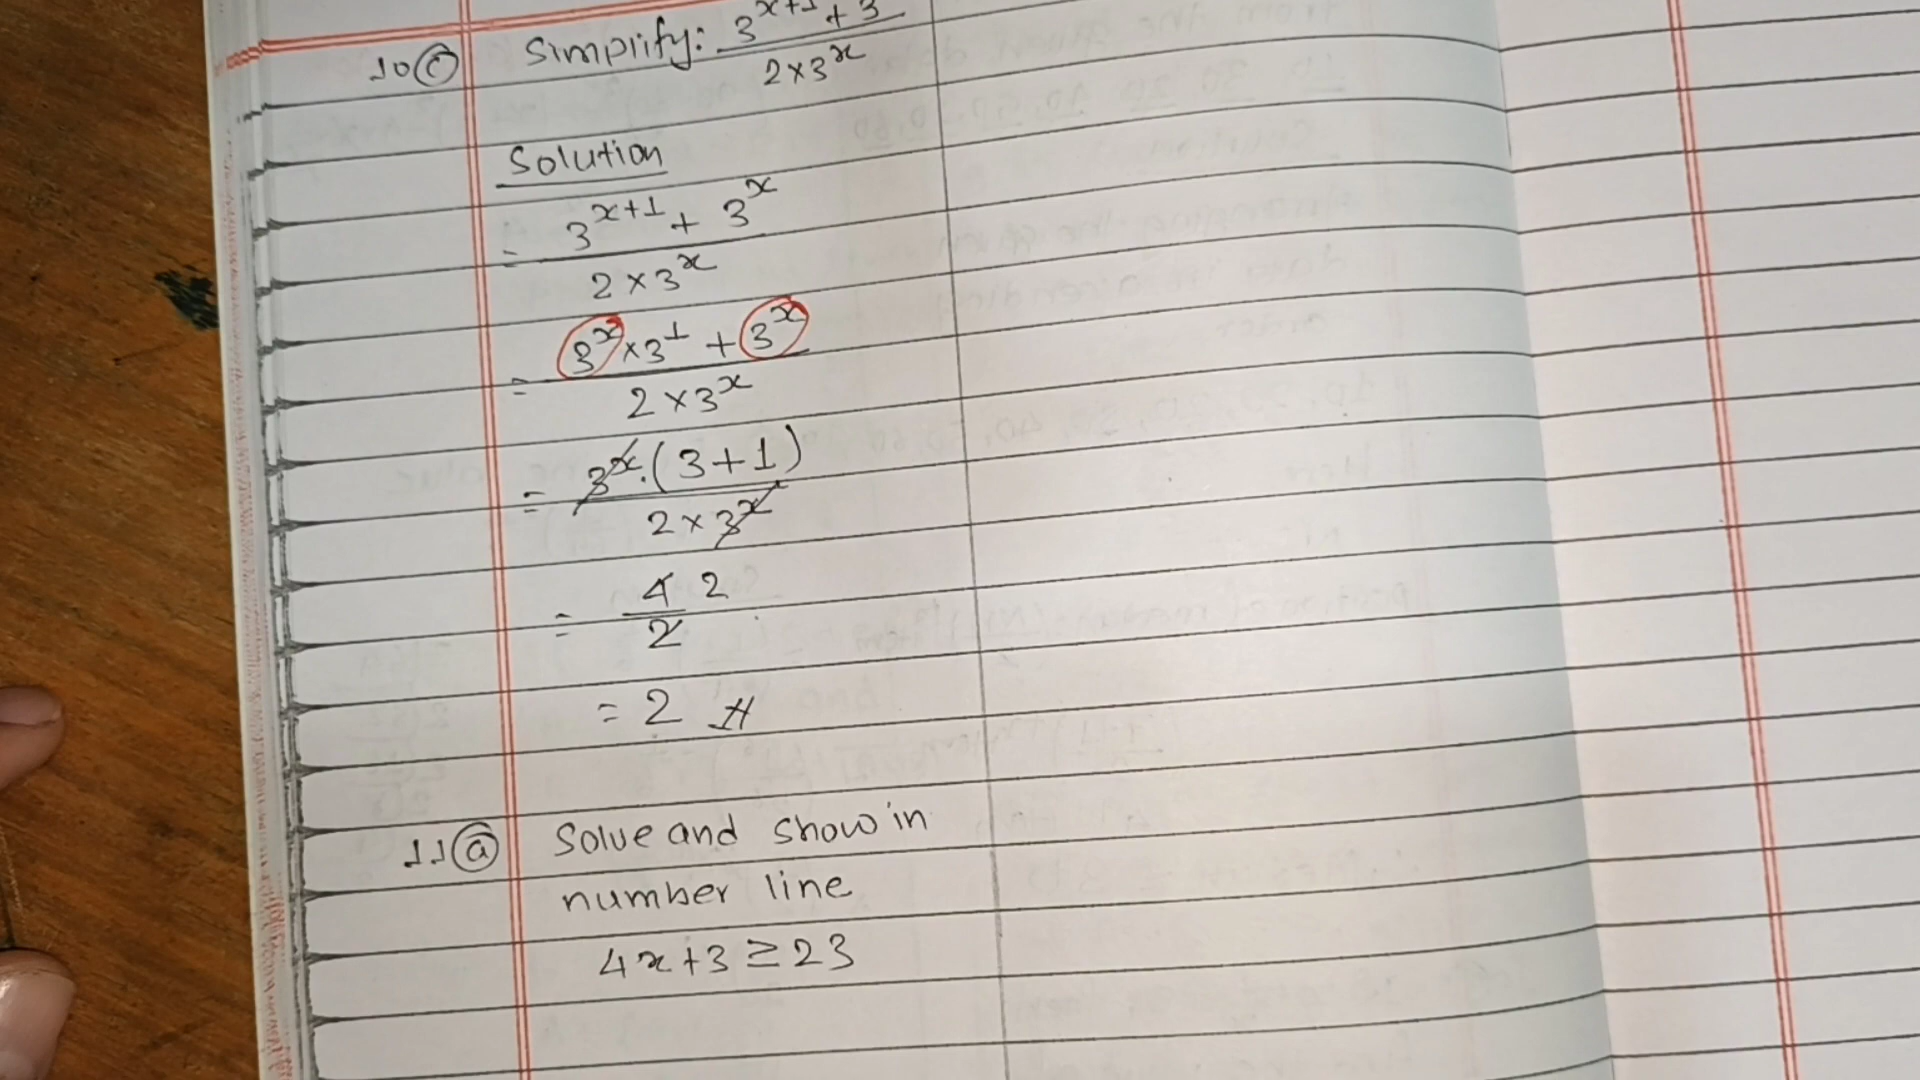 10 (c) Simplify: 3^(x+1) + 3 / 2×3^x
Solution
= 3^(x+1) + 3^x / 2×3^x
= 3^x×3^1 + 3^x / 2×3^x
= 3^x.(3+1) / 2×3^x
= 4 2 / 2
= 2
11 (a) Solve and show in
number line
4x+3≥23